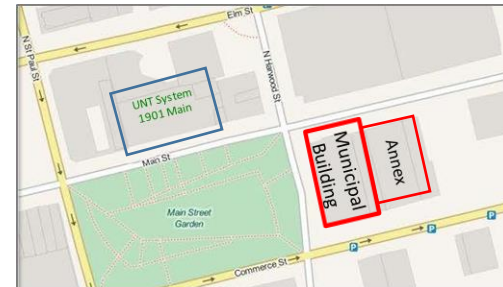 Elm St
N St Paul St
N Harwood St
UNT System
1901 Main
Main St
Municipal
Building
Annex
Main Street
Garden
P
P
P
Commerce St